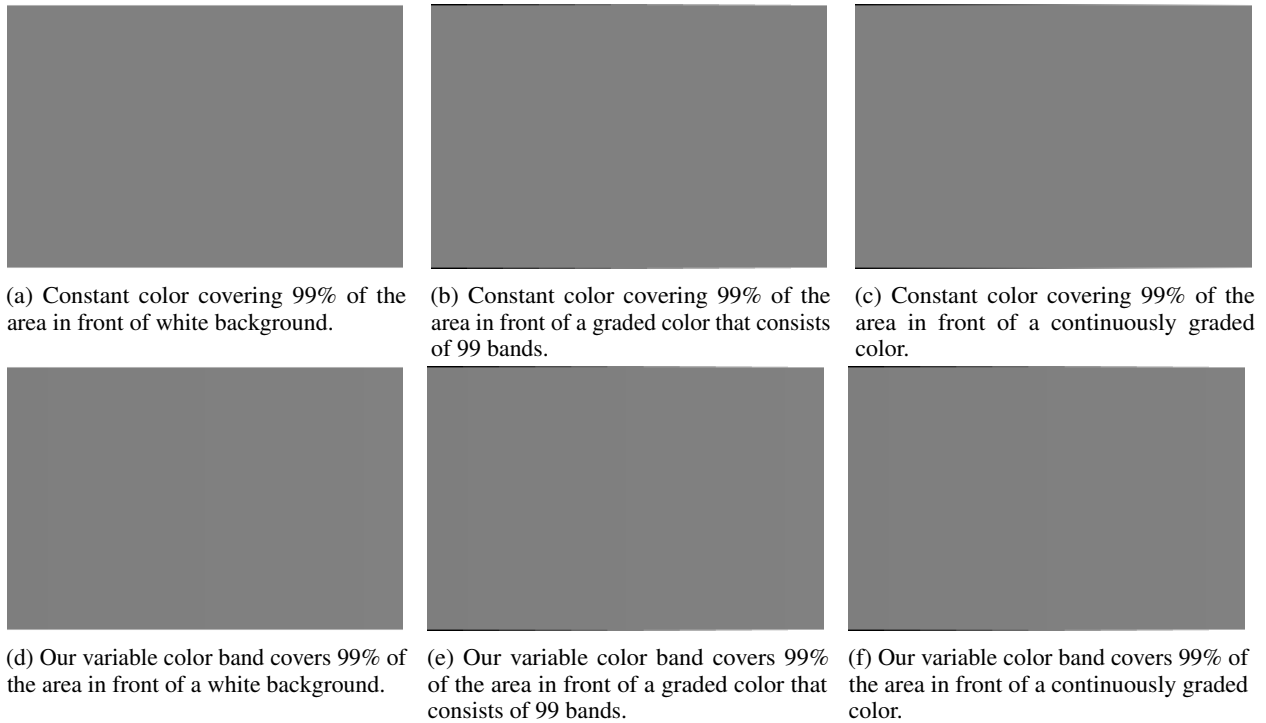 (a) Constant color covering 99% of the
area in front of white background.
(b) Constant color covering 99% of the
area in front of a graded color that consists
of 99 bands.
(c) Constant color covering 99% of the
area in front of a continuously graded
color.
(d) Our variable color band covers 99% of
the area in front of a white background.
(e) Our variable color band covers 99%
of the area in front of a graded color that
consists of 99 bands.
(f) Our variable color band covers 99% of
the area in front of a continuously graded
color.